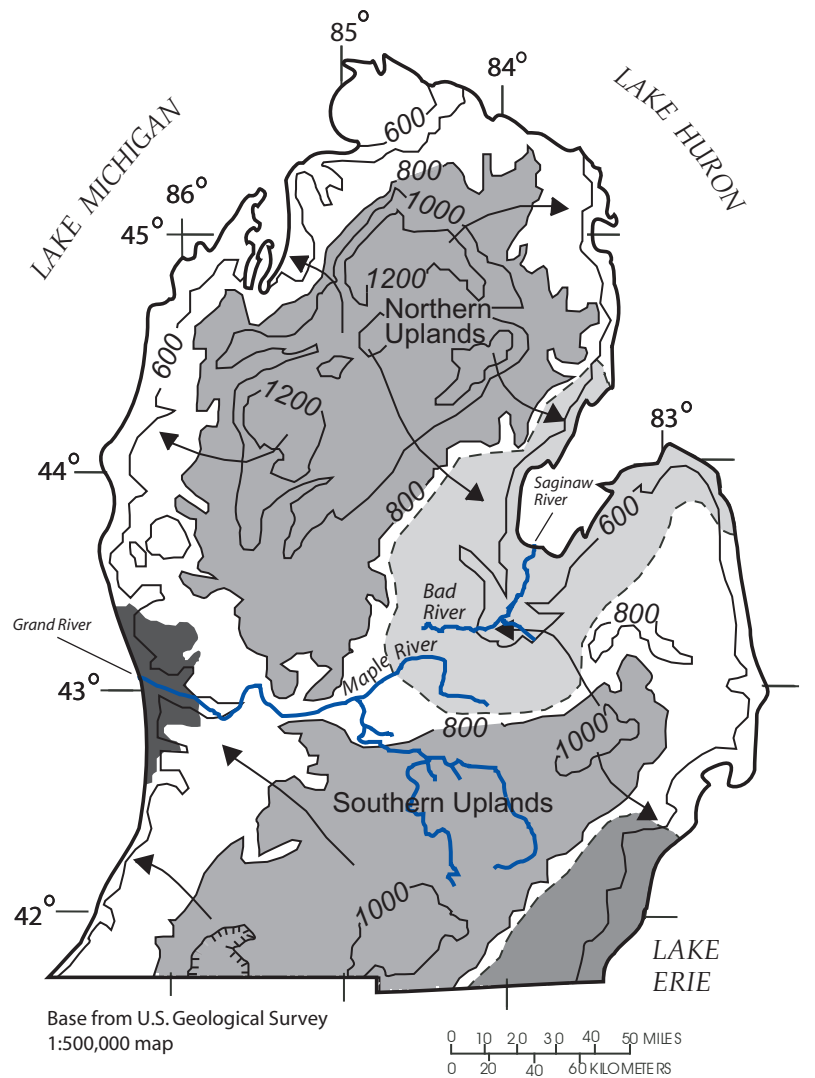 85°
84°
LAKE MICHIGAN
LAKE HURON
600
800
86°
1000
45°
1200
Northern
Uplands
600
1200
83°
44°
800
Saginaw
River
600
Bad
River
800
Grand River
Maple River
43°
800
1000
Southern Uplands
1000
42°
LAKE
ERIE
Base from U.S. Geological Survey
1:500,000 map
0 10 20 30 40 50 MILES
0 20 40 60 KILOMETERS